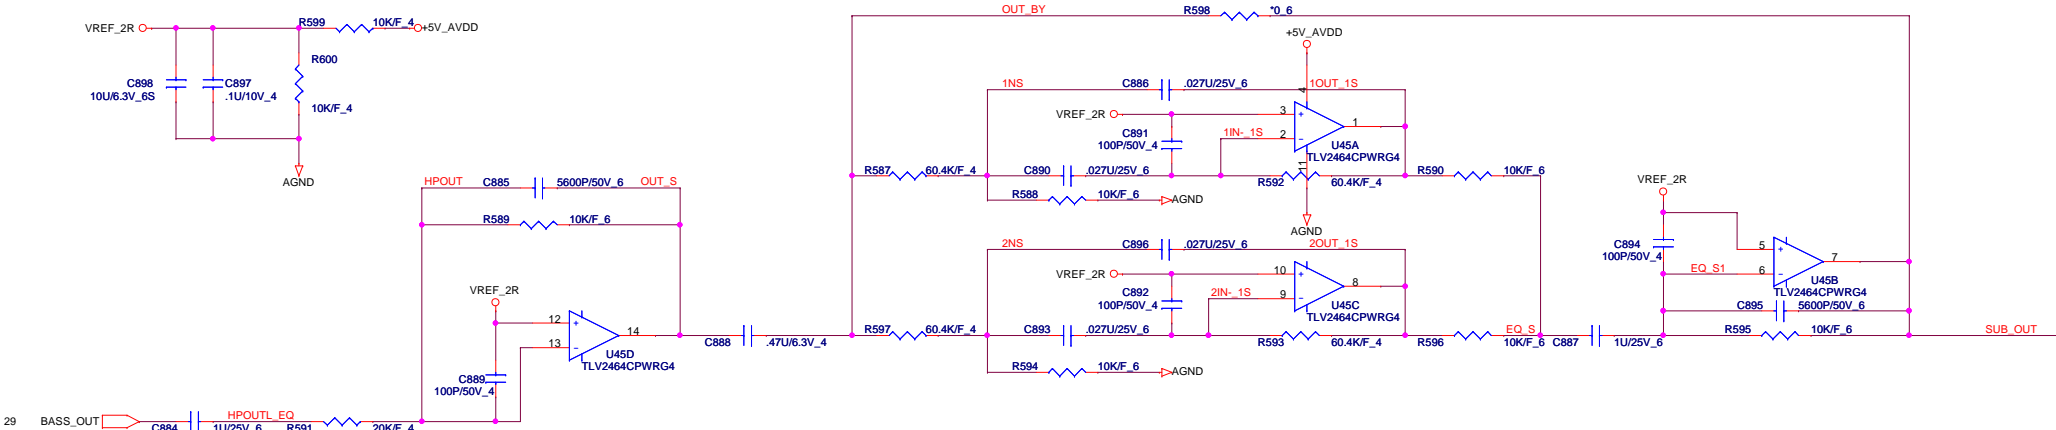 OUT_BY R598 *0_6
R599 10K/F_4
VREF_2R +5V_AVDD
+5V_AVDD
R600
C898 C897
10U/6.3V_6S .1U/10V_4
10K/F_4
AGND
1NS C886 .027U/25V_6 1OUT_1S
4
VREF_2R 3 +
1
C891 1IN-_1S 2 -
100P/50V_4
U45A
TLV2464CPWRG4
11
R587 60.4K/F_4 C890 .027U/25V_6 R592 60.4K/F_4 R590 10K/F_6
R588 10K/F_6 AGND
AGND
HPOUT C885 5600P/50V_6 OUT_S
R589 10K/F_6
VREF_2R
2NS C896 .027U/25V_6 2OUT_1S
VREF_2R 10 +
8
C892 2IN-_1S 9 -
100P/50V_4
U45C
TLV2464CPWRG4
C894 5 +
100P/50V_4 7
EQ_S1 6 -
U45B
TLV2464CPWRG4
C895 5600P/50V_6
VREF_2R
12 +
14
13 -
U45D
TLV2464CPWRG4
C888 .47U/6.3V_4
R597 60.4K/F_4 C893 .027U/25V_6 R593 60.4K/F_4 R596 10K/F_6
EQ_S C887 1U/25V_6 R595 10K/F_6 SUB_OUT
R594 10K/F_6 AGND
C889
100P/50V_4
29 BASS_OUT C884 1U/25V_6 HPOUTL_EQ R591 20K/F_4